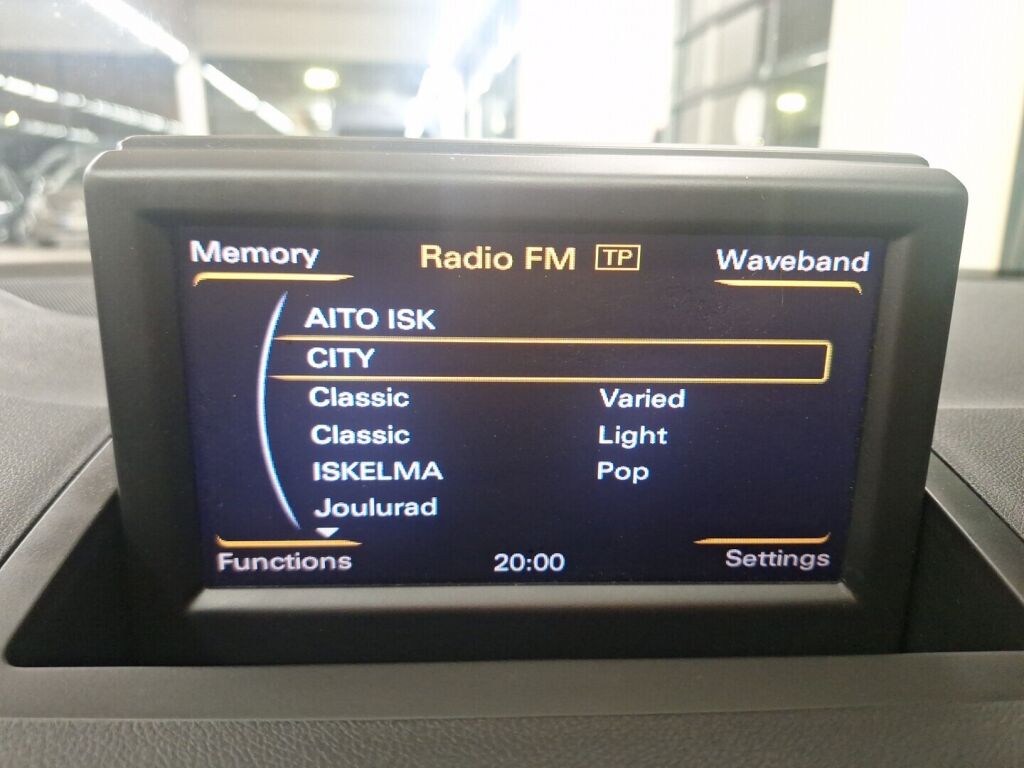 Memory Radio FM TP Waveband
AITO ISK
CITY
Classic Varied
Classic Light
ISKELMA Pop
Joulurad
Functions 20:00 Settings